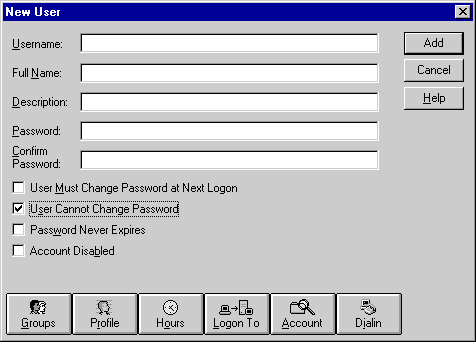 New User
Username:
Add
Full Name:
Cancel
Description:
Help
Password:
Confirm
Password:
User Must Change Password at Next Logon
User Cannot Change Password
Password Never Expires
Account Disabled
Groups
Profile
Hours
Logon To
Account
Dialin